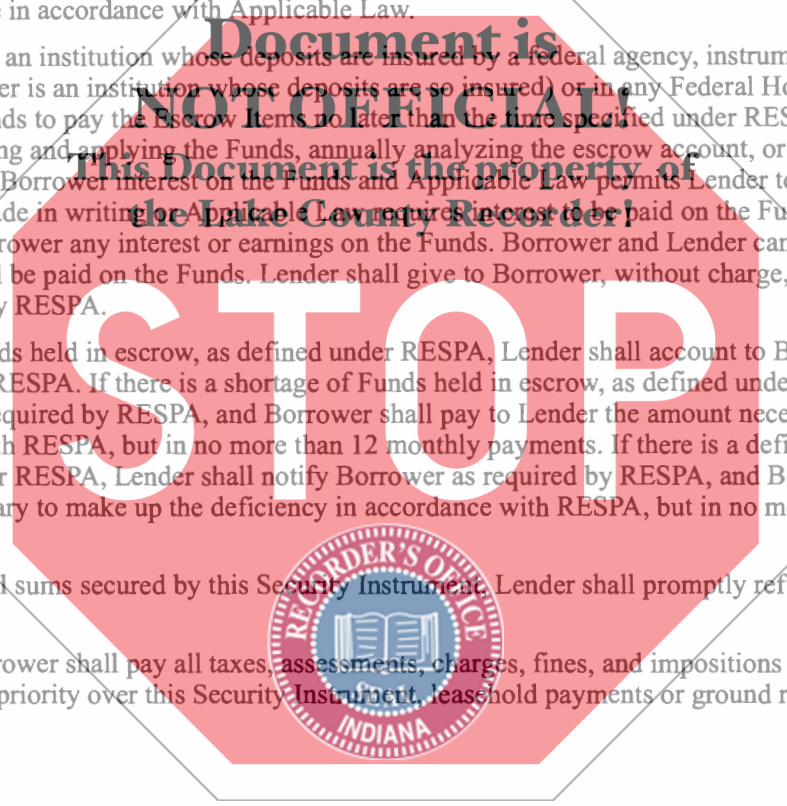 e in accordance with Applicable Law.
Document is
an institution whose deposits are insured by a federal agency, instrum
er is an institution whose deposits are so insured) or in any Federal Ho
NOT OFFICIAL!
nds to pay the Escrow Items no later than the time specified under RES
ng and applying the Funds, annually analyzing the escrow account, or
This Document is the property of
Borrower interest on the Funds and Applicable Law permits Lender to
de in writing or Applicable Law requires interest to be paid on the Fu
the Lake County Recorder!
rower any interest or earnings on the Funds. Borrower and Lender can
l be paid on the Funds. Lender shall give to Borrower, without charge,
y RESPA.
STOP
ds held in escrow, as defined under RESPA, Lender shall account to B
RESPA. If there is a shortage of Funds held in escrow, as defined unde
equired by RESPA, and Borrower shall pay to Lender the amount nece
h RESPA, but in no more than 12 monthly payments. If there is a defi
r RESPA, Lender shall notify Borrower as required by RESPA, and B
ary to make up the deficiency in accordance with RESPA, but in no m
RECORDER'S OFFICE
l sums secured by this Security Instrument, Lender shall promptly ref
rower shall pay all taxes, assessments, charges, fines, and impositions
priority over this Security Instrument, leasehold payments or ground r
INDIANA